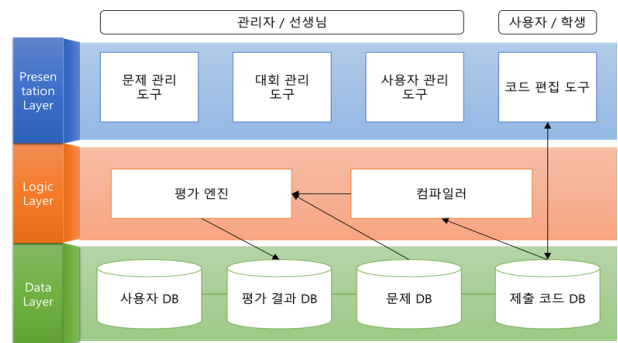 관리자 / 선생님
사용자 / 학생
Presen
tation
Layer
문제 관리
도구
대회 관리
도구
사용자 관리
도구
코드 편집 도구
Logic
Layer
평가 엔진
컴파일러
Data
Layer
사용자 DB
평가 결과 DB
문제 DB
제출 코드 DB